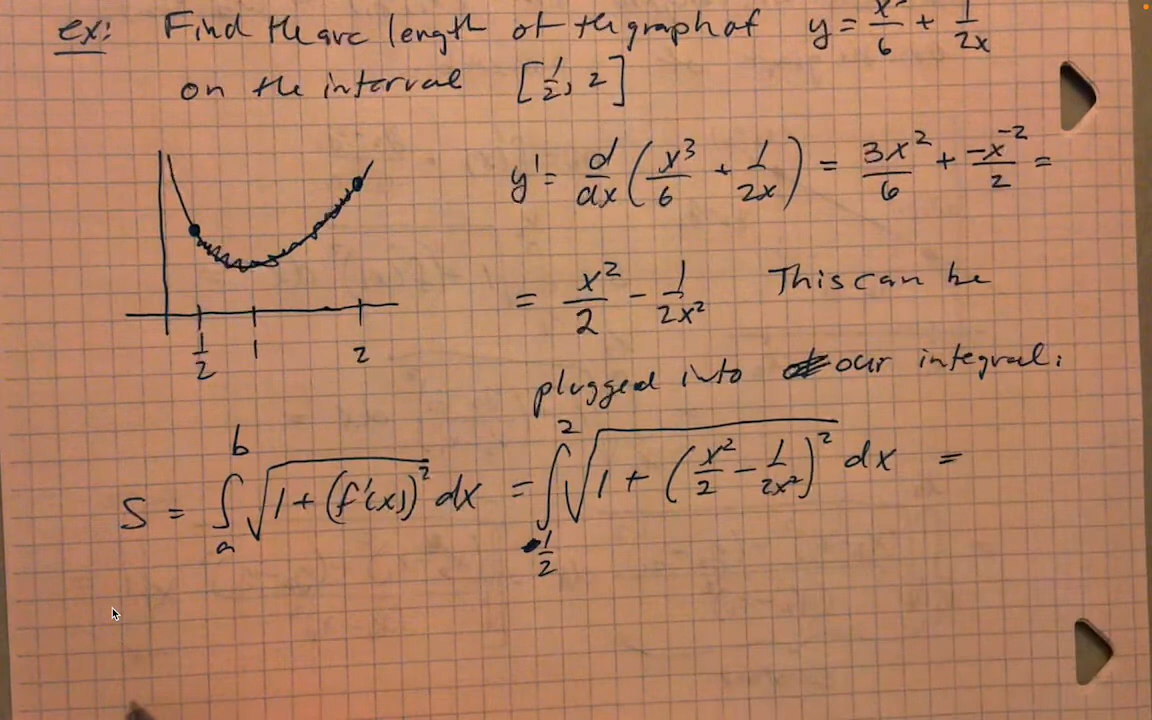 ex: Find the arc length of the graph of y = x³/6 + 1/2x
on the interval [1/2, 2]
y' = d/dx (x³/6 + 1/2x) = 3x²/6 + -x⁻²/2 =
= x²/2 - 1/2x² This can be
plugged into our integral:
1/2 1 2
S = ∫_a^b √(1 + (f'(x))²) dx = ∫_{1/2}^2 √(1 + (x²/2 - 1/2x²)²) dx =